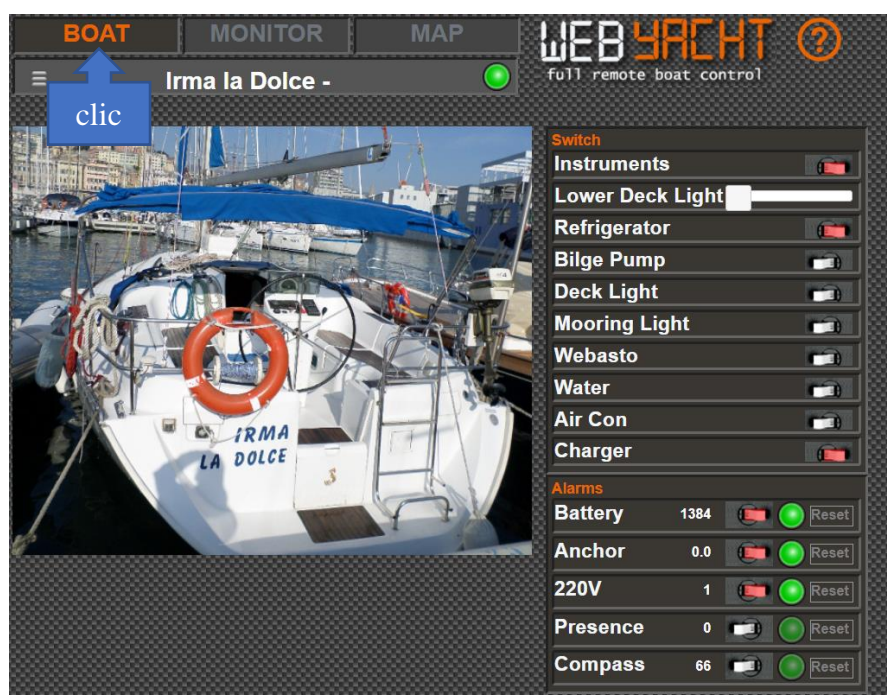 BOAT MONITOR MAP
WEB YACHT ?
full remote boat control
☰ Irma la Dolce -
clic
IRMA
LA DOLCE
Switch
Instruments
Lower Deck Light
Refrigerator
Bilge Pump
Deck Light
Mooring Light
Webasto
Water
Air Con
Charger
Alarms
Battery 1384 Reset
Anchor 0.0 Reset
220V 1 Reset
Presence 0 Reset
Compass 66 Reset